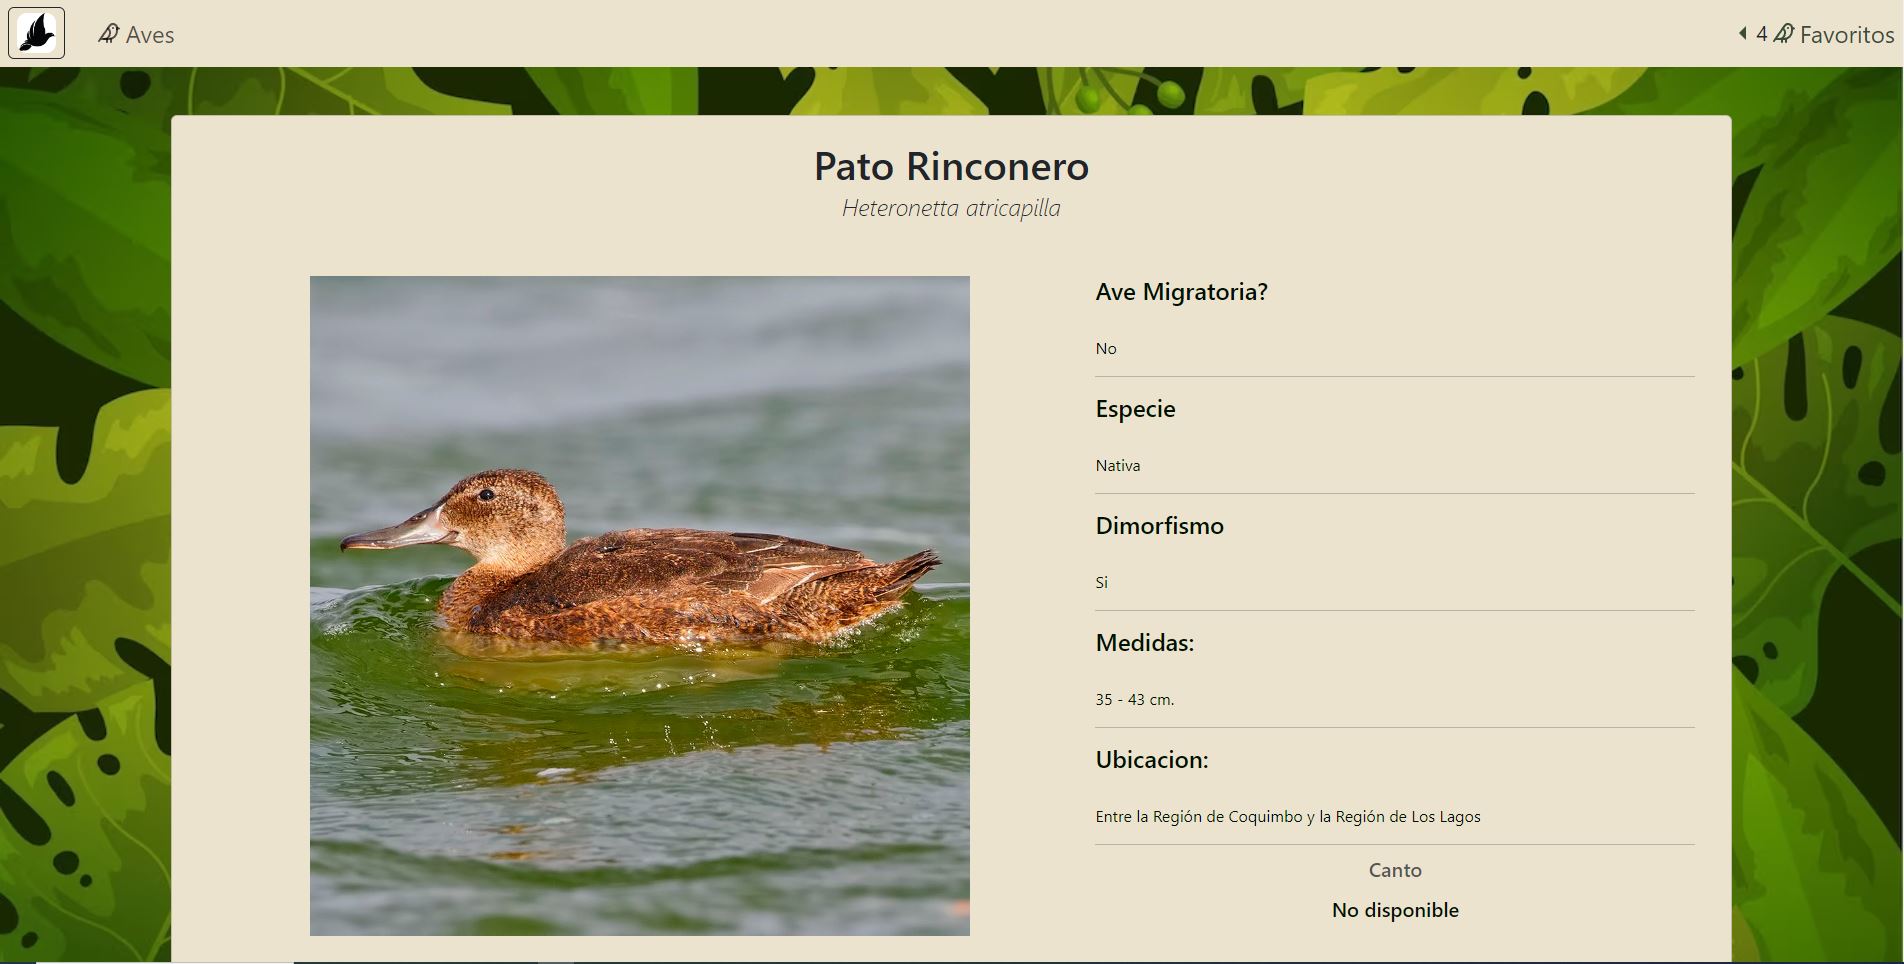 Aves
4 Favoritos
Pato Rinconero
Heteronetta atricapilla
Ave Migratoria?
No
Especie
Nativa
Dimorfismo
Si
Medidas:
35 - 43 cm.
Ubicacion:
Entre la Región de Coquimbo y la Región de Los Lagos
Canto
No disponible